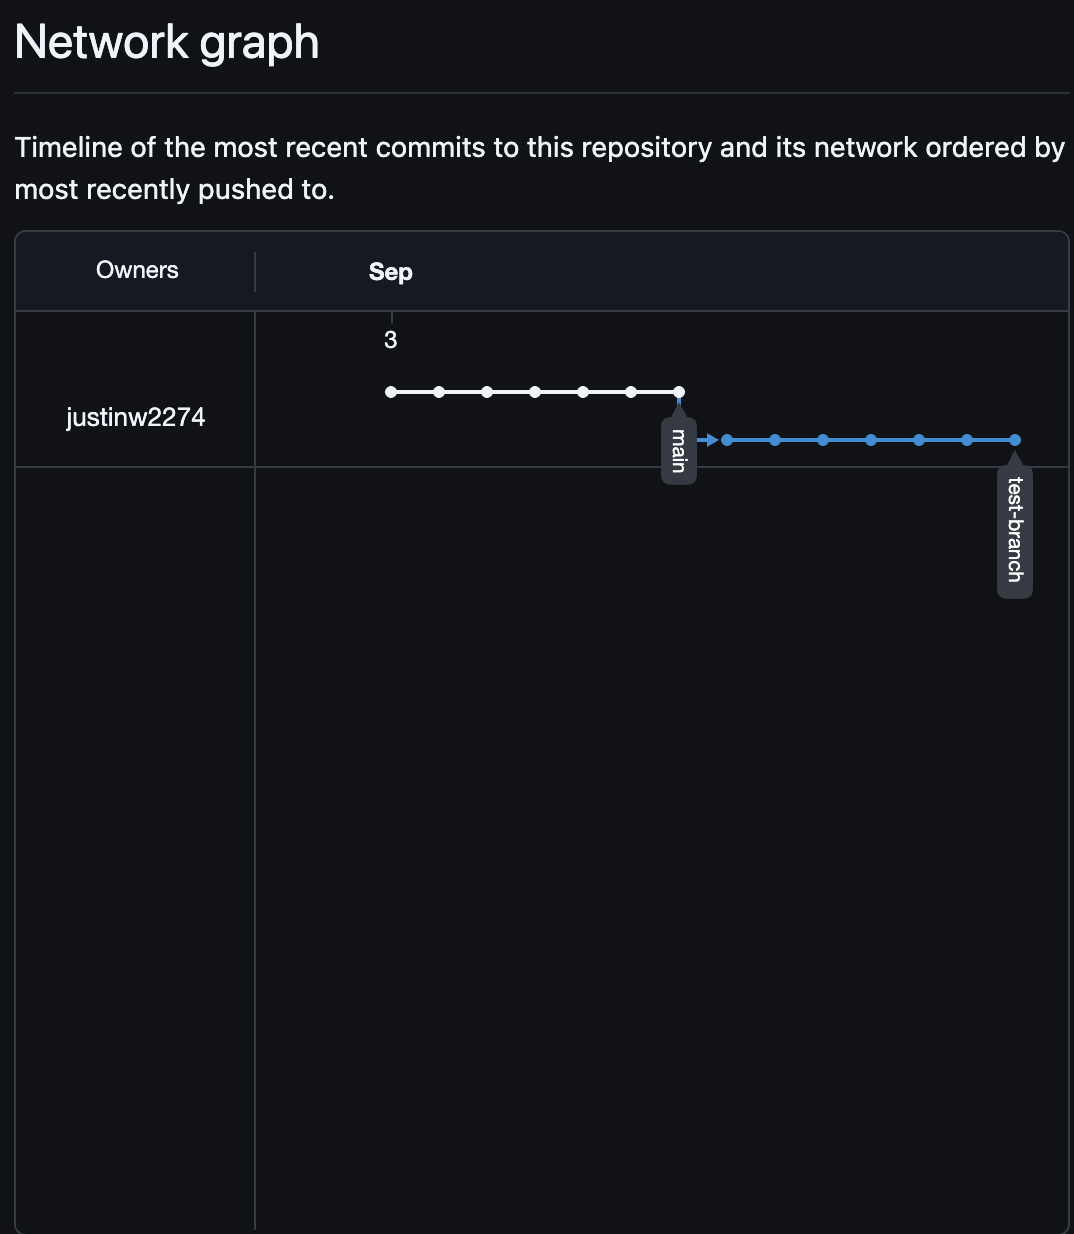 Network graph
Timeline of the most recent commits to this repository and its network ordered by
most recently pushed to.
Owners
Sep
3
justinw2274
main
test-branch